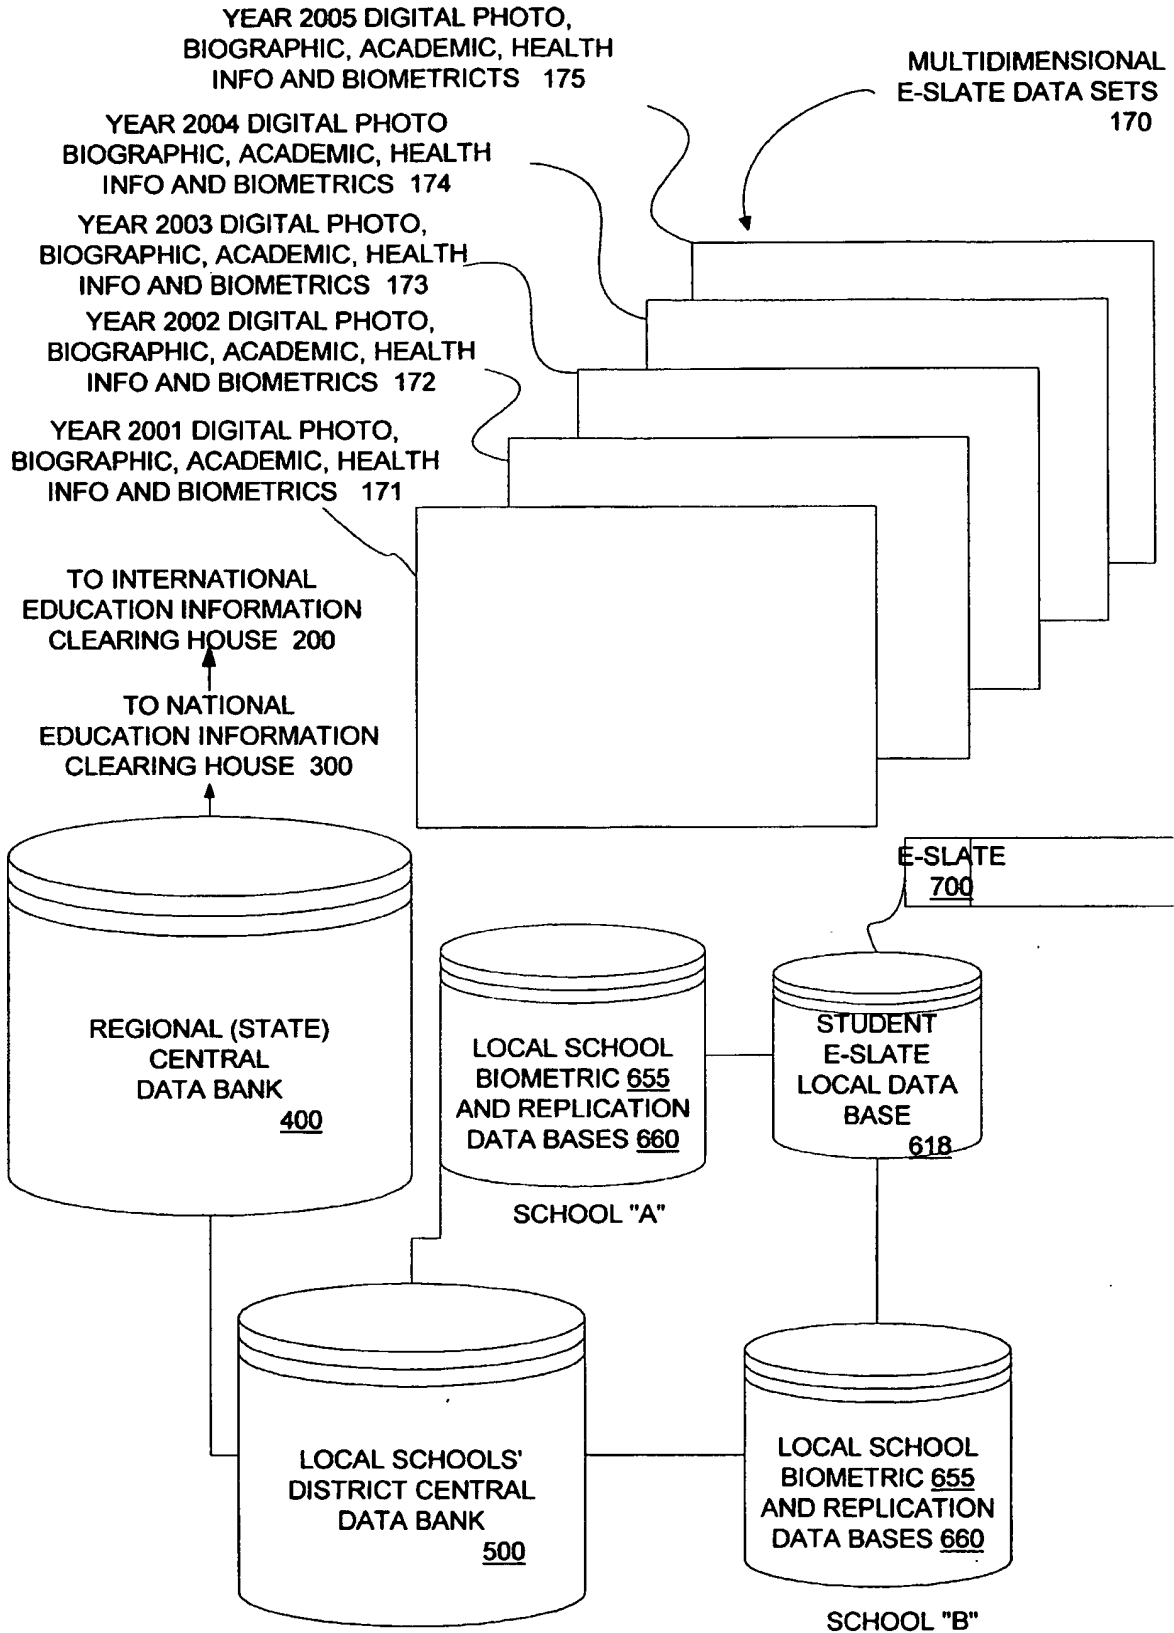 YEAR 2005 DIGITAL PHOTO,
BIOGRAPHIC, ACADEMIC, HEALTH
INFO AND BIOMETRICTS 175
MULTIDIMENSIONAL
E-SLATE DATA SETS
170
YEAR 2004 DIGITAL PHOTO
BIOGRAPHIC, ACADEMIC, HEALTH
INFO AND BIOMETRICS 174
YEAR 2003 DIGITAL PHOTO,
BIOGRAPHIC, ACADEMIC, HEALTH
INFO AND BIOMETRICS 173
YEAR 2002 DIGITAL PHOTO,
BIOGRAPHIC, ACADEMIC, HEALTH
INFO AND BIOMETRICS 172
YEAR 2001 DIGITAL PHOTO,
BIOGRAPHIC, ACADEMIC, HEALTH
INFO AND BIOMETRICS 171
TO INTERNATIONAL
EDUCATION INFORMATION
CLEARING HOUSE 200
TO NATIONAL
EDUCATION INFORMATION
CLEARING HOUSE 300
E-SLATE
700
REGIONAL (STATE)
CENTRAL
DATA BANK
400
LOCAL SCHOOL
BIOMETRIC 655
AND REPLICATION
DATA BASES 660
SCHOOL "A"
STUDENT
E-SLATE
LOCAL DATA
BASE
618
LOCAL SCHOOLS'
DISTRICT CENTRAL
DATA BANK
500
LOCAL SCHOOL
BIOMETRIC 655
AND REPLICATION
DATA BASES 660
SCHOOL "B"